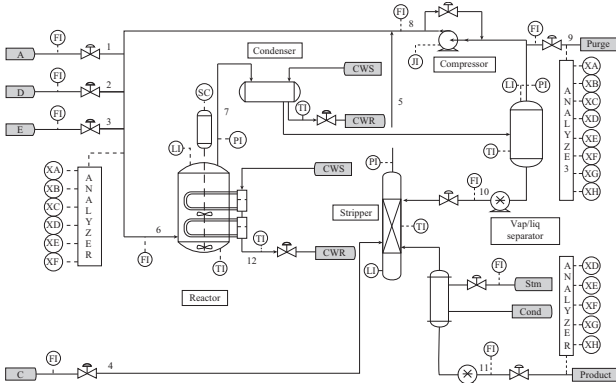 FI
8
FI
9
Purge
FI
1
A
Condenser
JI
Compressor
CWS
XA
XB
XC
XD
XE
XF
XG
XH
ANALYZE
3
FI
2
D
SC
7
TI
CWR
5
LI
PI
FI
3
E
PI
LI
TI
PI
XA
XB
XC
XD
XE
XF
ANALYZER
CWS
FI
10
Stripper
TI
Vap/liq
separator
6
FI
TI
TI
12
CWR
LI
Reactor
FI
Stm
Cond
XD
XE
XF
XG
XH
ANALYZER
FI
4
C
FI
11
Product